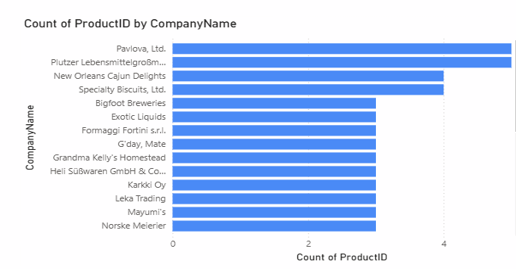 Count of ProductID by CompanyName
Pavlova, Ltd.
Plutzer Lebensmittelgroßm...
New Orleans Cajun Delights
Specialty Biscuits, Ltd.
Bigfoot Breweries
Exotic Liquids
Formaggi Fortini s.r.l.
G'day, Mate
Grandma Kelly's Homestead
Heli Süßwaren GmbH & Co...
Karkki Oy
Leka Trading
Mayumi's
Norske Meierier
CompanyName
0 2 4
Count of ProductID